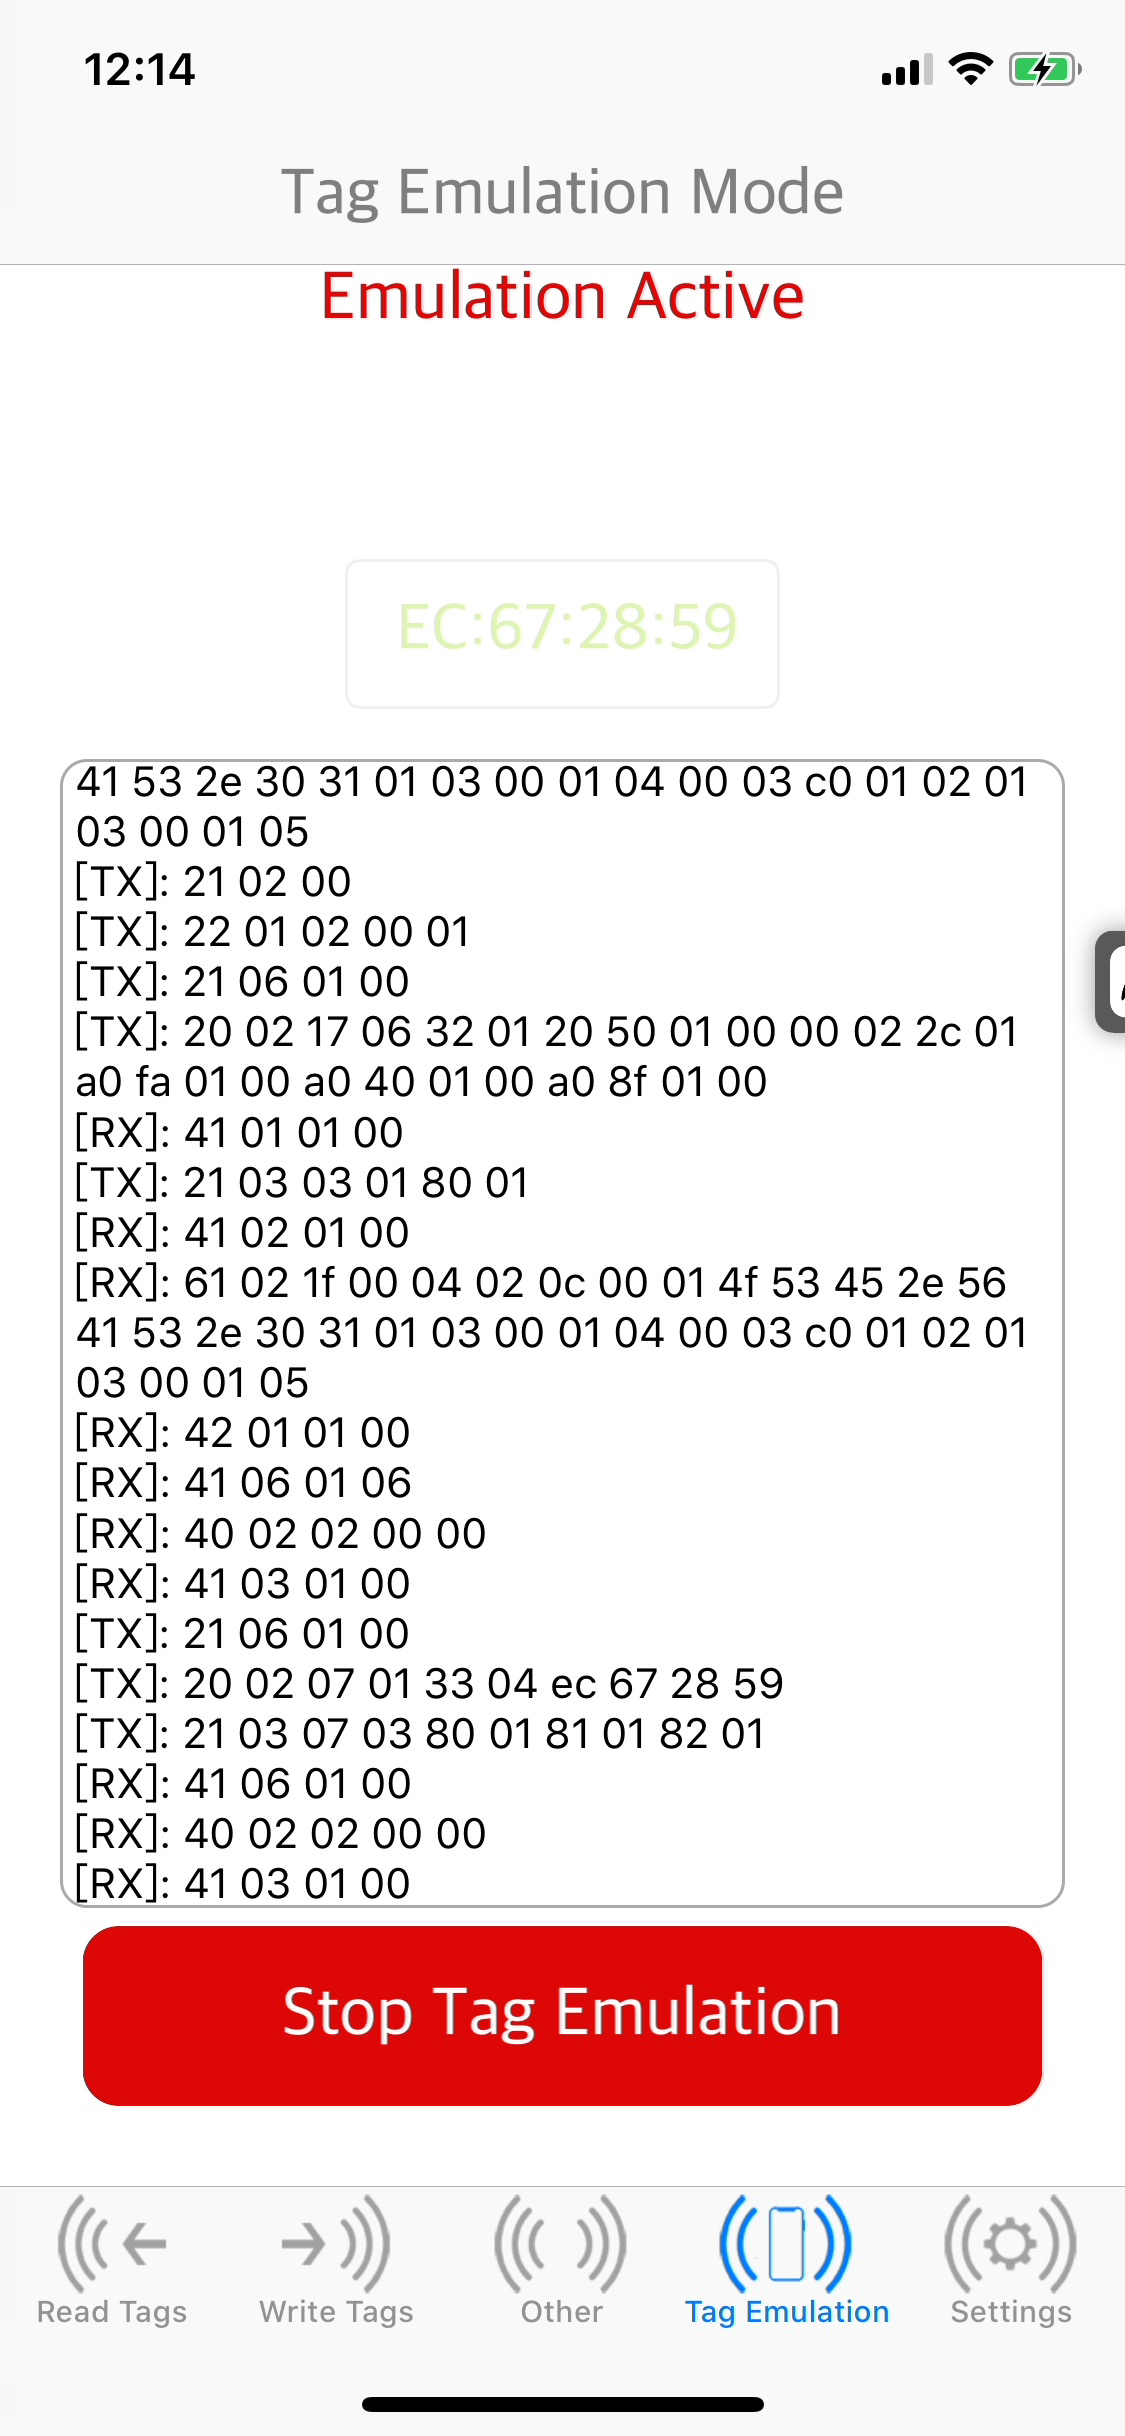 12:14
Tag Emulation Mode
Emulation Active
EC:67:28:59
41 53 2e 30 31 01 03 00 01 04 00 03 c0 01 02 01
03 00 01 05
[TX]: 21 02 00
[TX]: 22 01 02 00 01
[TX]: 21 06 01 00
[TX]: 20 02 17 06 32 01 20 50 01 00 00 02 2c 01
a0 fa 01 00 a0 40 01 00 a0 8f 01 00
[RX]: 41 01 01 00
[TX]: 21 03 03 01 80 01
[RX]: 41 02 01 00
[RX]: 61 02 1f 00 04 02 0c 00 01 4f 53 45 2e 56
41 53 2e 30 31 01 03 00 01 04 00 03 c0 01 02 01
03 00 01 05
[RX]: 42 01 01 00
[RX]: 41 06 01 06
[RX]: 40 02 02 00 00
[RX]: 41 03 01 00
[TX]: 21 06 01 00
[TX]: 20 02 07 01 33 04 ec 67 28 59
[TX]: 21 03 07 03 80 01 81 01 82 01
[RX]: 41 06 01 00
[RX]: 40 02 02 00 00
[RX]: 41 03 01 00
Stop Tag Emulation
Read Tags
Write Tags
Other
Tag Emulation
Settings